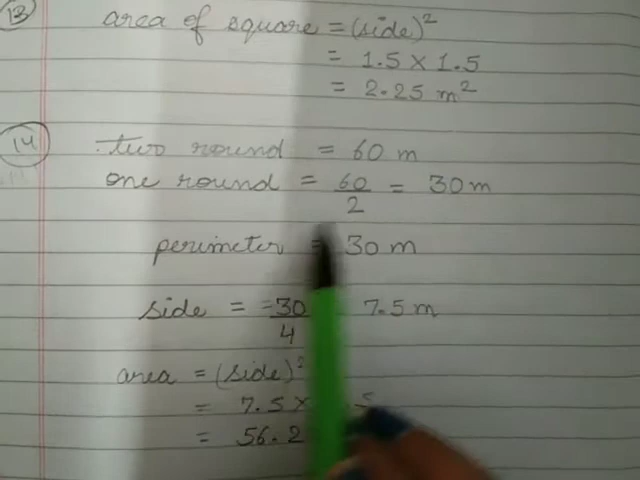 13 area of square = (side)²
= 1.5 × 1.5
= 2.25 m²
14 two round = 60 m
one round = 60/2 = 30 m
perimeter = 30 m
side = = 30/4 7.5 m
area = (side)²
= 7.5 × 5
= 56.2